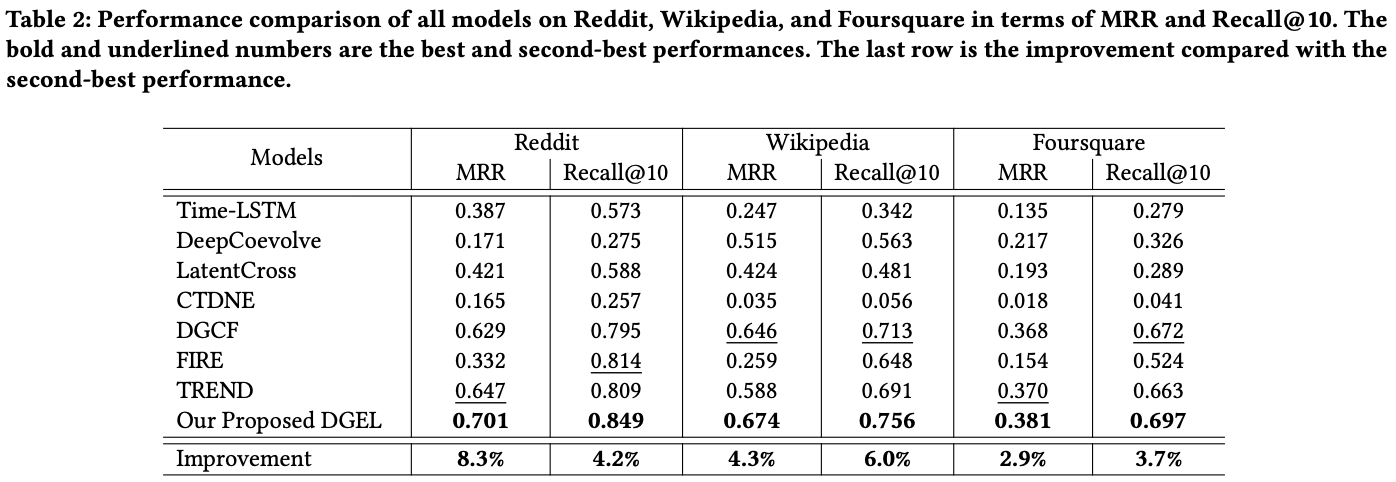 Table 2: Performance comparison of all models on Reddit, Wikipedia, and Foursquare in terms of MRR and Recall@10. The
bold and underlined numbers are the best and second-best performances. The last row is the improvement compared with the
second-best performance.
Models Reddit Wikipedia Foursquare
MRR Recall@10 MRR Recall@10 MRR Recall@10
Time-LSTM 0.387 0.573 0.247 0.342 0.135 0.279
DeepCoevolve 0.171 0.275 0.515 0.563 0.217 0.326
LatentCross 0.421 0.588 0.424 0.481 0.193 0.289
CTDNE 0.165 0.257 0.035 0.056 0.018 0.041
DGCF 0.629 0.795 0.646 0.713 0.368 0.672
FIRE 0.332 0.814 0.259 0.648 0.154 0.524
TREND 0.647 0.809 0.588 0.691 0.370 0.663
Our Proposed DGEL 0.701 0.849 0.674 0.756 0.381 0.697
Improvement 8.3% 4.2% 4.3% 6.0% 2.9% 3.7%